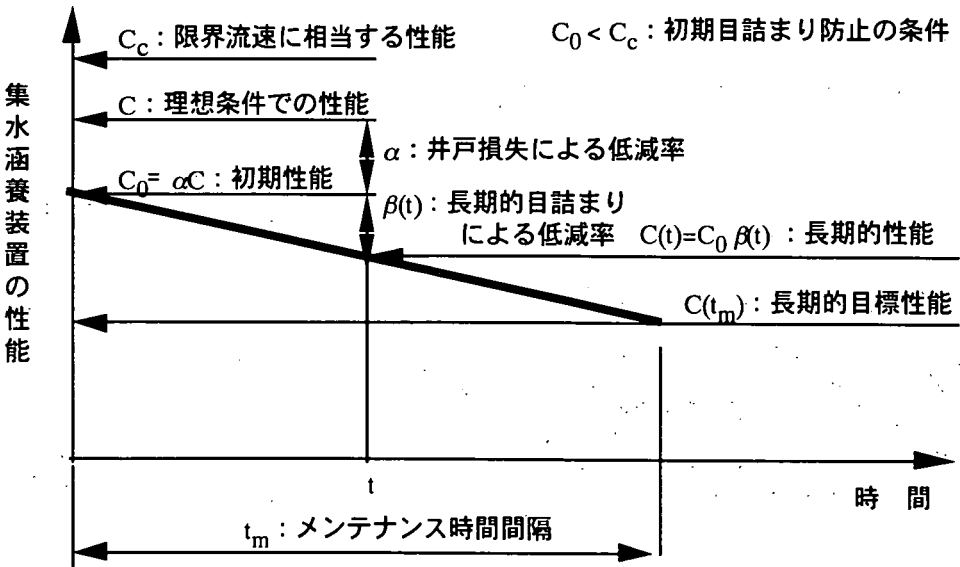 C_c：限界流速に相当する性能
C_0 < C_c：初期目詰まり防止の条件
C：理想条件での性能
α：井戸損失による低減率
C_0= αC：初期性能
β(t)：長期的目詰まり
による低減率
C(t)=C_0 β(t) ：長期的性能
C(t_m)：長期的目標性能
集水涵養装置の性能
t
時 間
t_m：メンテナンス時間間隔